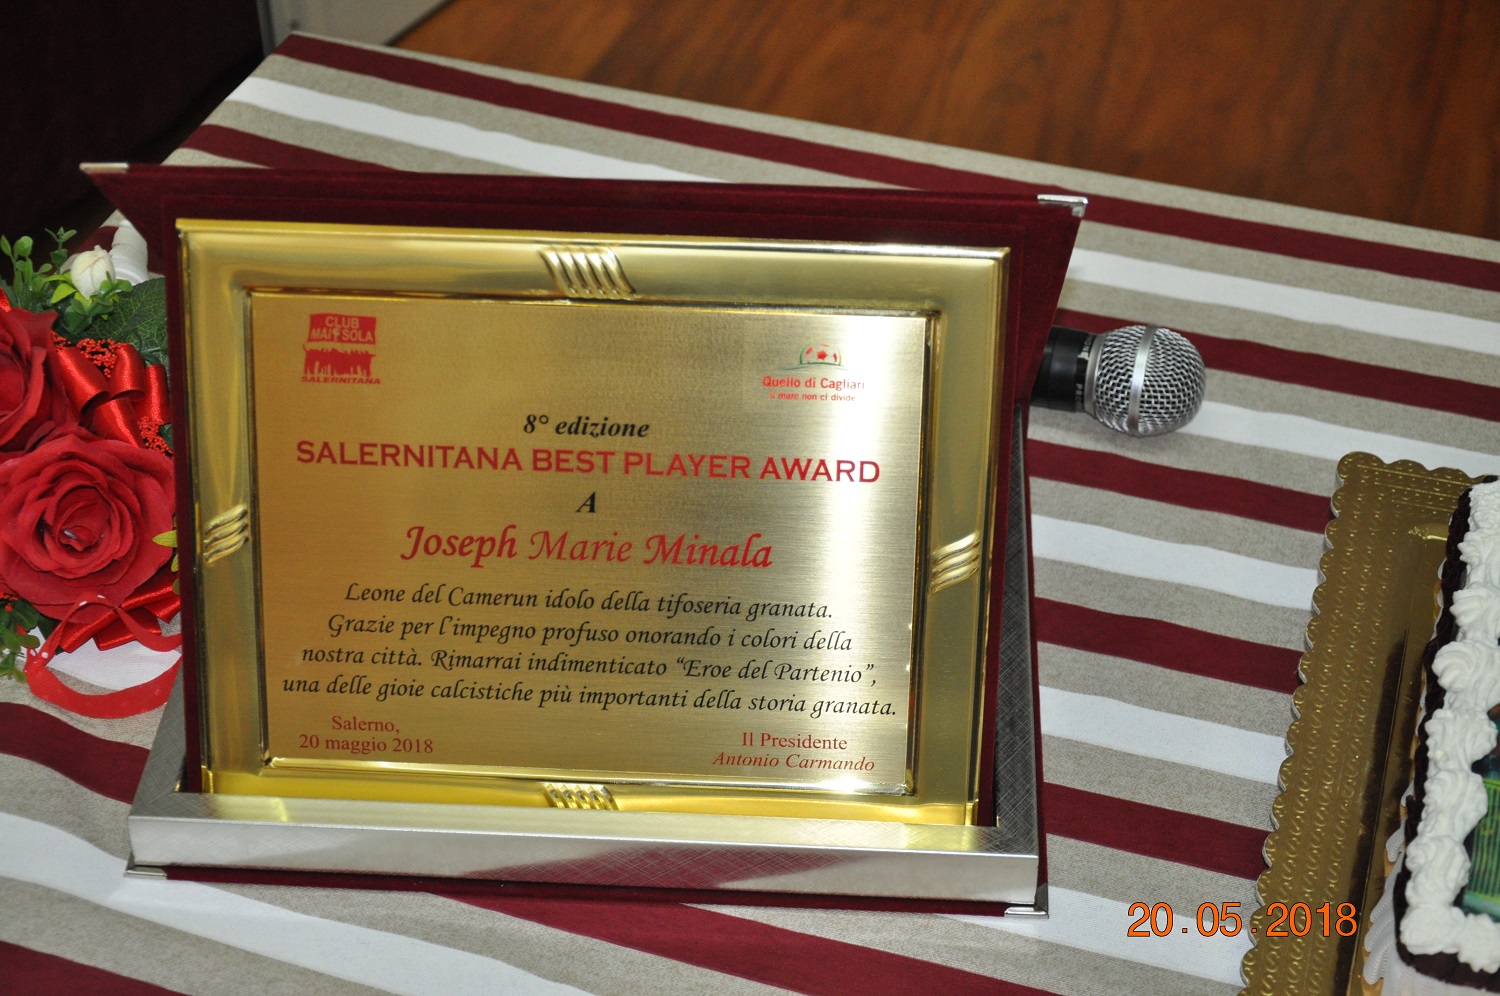 CLUB
MAI SOLA
SALERNITANA
Quello di Cagliari
il mare non ci divide
8° edizione
SALERNITANA BEST PLAYER AWARD
A
Joseph Marie Minala
Leone del Camerun idolo della tifoseria granata.
Grazie per l'impegno profuso onorando i colori della
nostra città. Rimarrai indimenticato “Eroe del Partenio”,
una delle gioie calcistiche più importanti della storia granata.
Salerno,
20 maggio 2018
Il Presidente
Antonio Carmando
20.05.2018